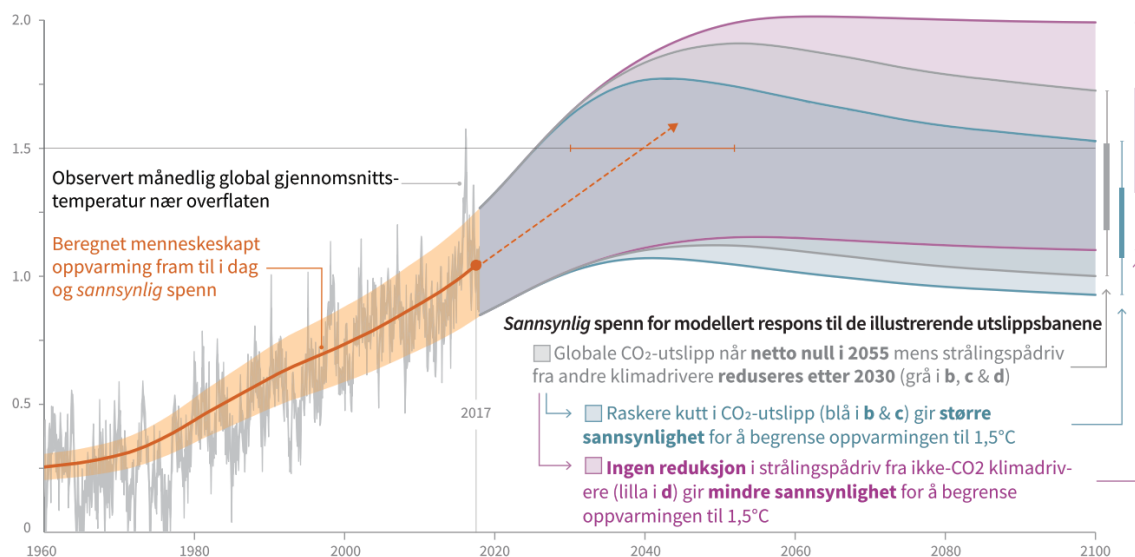 2.0
1.5
Observert månedlig global gjennomsnitts-
temperatur nær overflaten
Beregnet menneskeskapt
oppvarming fram til i dag
og sannsynlig spenn
1.0
Sannsynlig spenn for modellert respons til de illustrerende utslippsbanene
Globale CO₂-utslipp når netto null i 2055 mens strålingspådriv
fra andre klimadrivere reduseres etter 2030 (grå i b, c & d)
0.5
2017
Raskere kutt i CO₂-utslipp (blå i b & c) gir større
sannsynlighet for å begrense oppvarmingen til 1,5°C
Ingen reduksjon i strålingspådriv fra ikke-CO2 klimadriv-
ere (lilla i d) gir mindre sannsynlighet for å begrense
oppvarmingen til 1,5°C
0
1960
1980
2000
2020
2040
2060
2080
2100